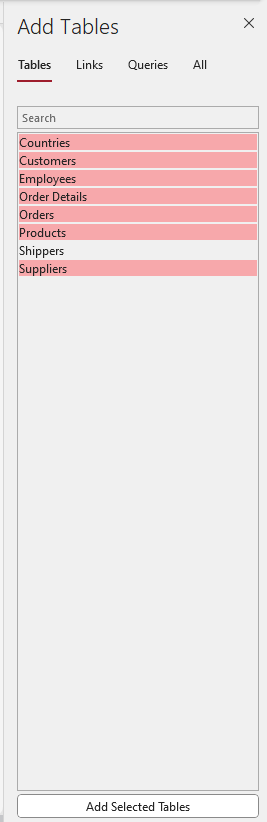 Add Tables
Tables Links Queries All
Search
Countries
Customers
Employees
Order Details
Orders
Products
Shippers
Suppliers
Add Selected Tables